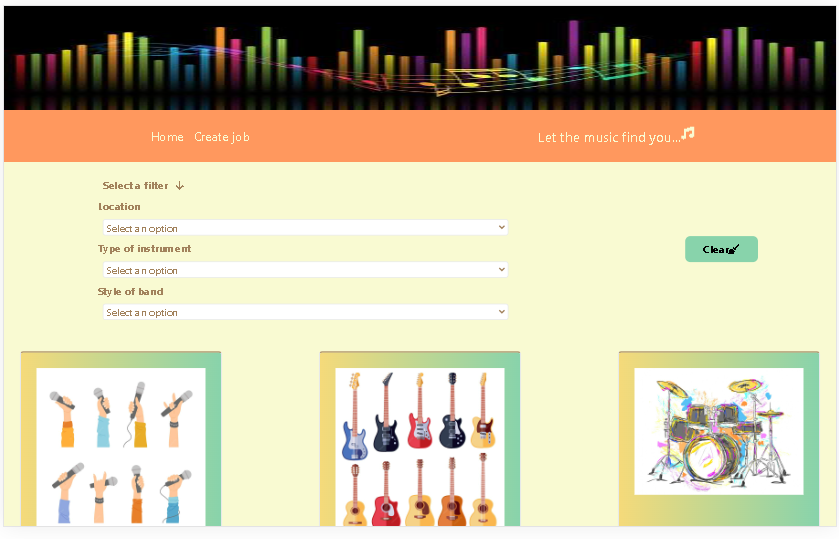 Home Create job Let the music find you...
Select a filter
Location
Select an option
Type of instrument
Select an option
Clear
Style of band
Select an option